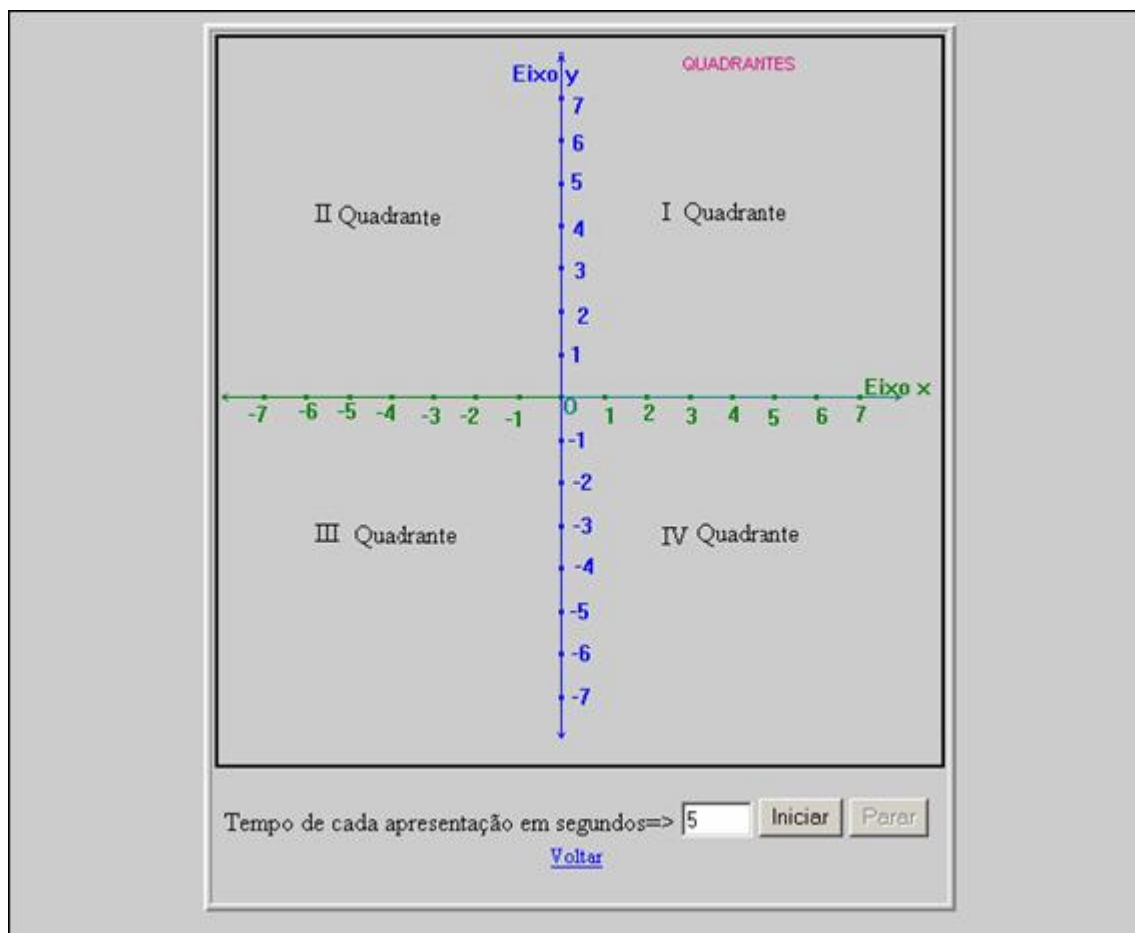 QUADRANTES
Eixo y
7
6
5
II Quadrante
I Quadrante
4
3
2
1
Eixo x
-7 -6 -5 -4 -3 -2 -1 0 1 2 3 4 5 6 7
-1
-2
-3
III Quadrante
IV Quadrante
-4
-5
-6
-7
Tempo de cada apresentação em segundos=> 5 Iniciar Parar
Voltar